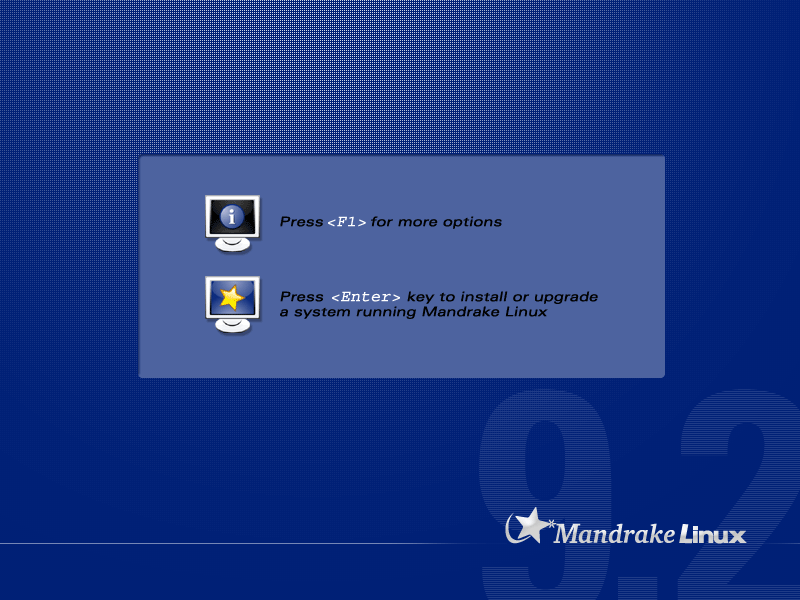 i
Press <F1> for more options
Press <Enter> key to install or upgrade
a system running Mandrake Linux
9.2
Mandrake Linux